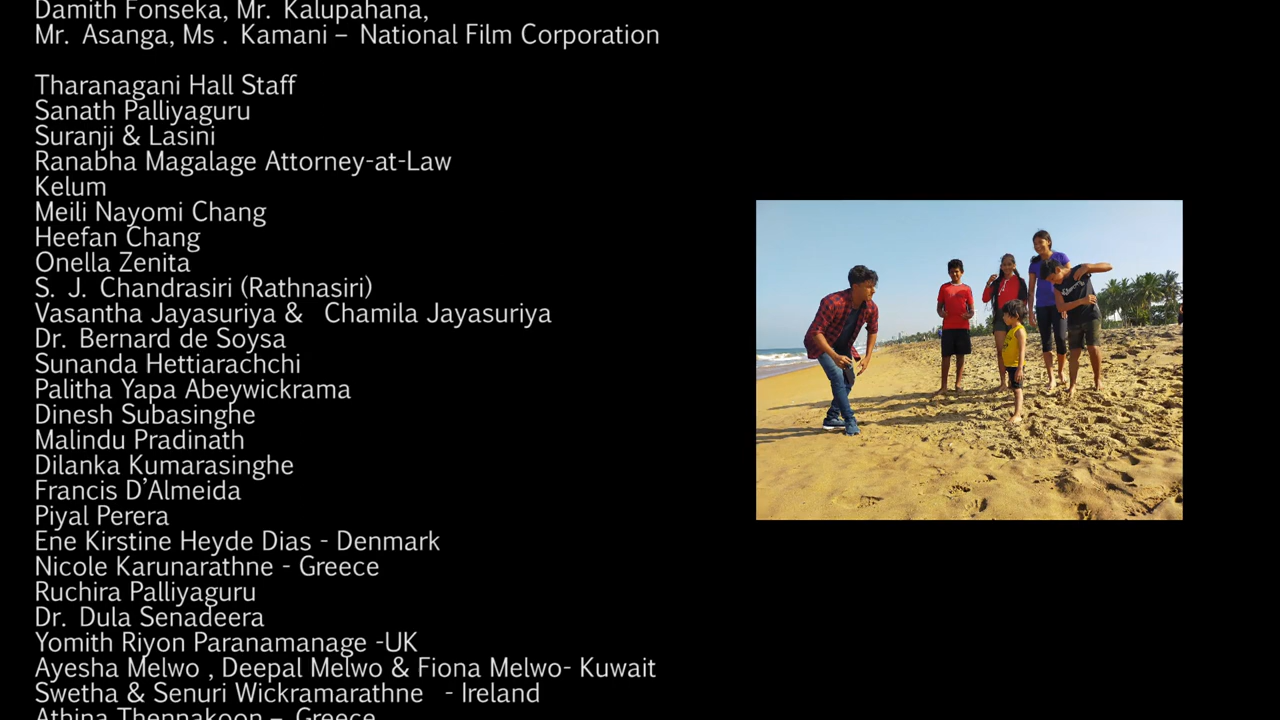 Damith Fonseka, Mr. Kalupahana,
Mr. Asanga, Ms . Kamani – National Film Corporation
Tharanagani Hall Staff
Sanath Palliyaguru
Suranji & Lasini
Ranabha Magalage Attorney-at-Law
Kelum
Meili Nayomi Chang
Heefan Chang
Onella Zenita
S. J. Chandrasiri (Rathnasiri)
Vasantha Jayasuriya & Chamila Jayasuriya
Dr. Bernard de Soysa
Sunanda Hettiarachchi
Palitha Yapa Abeywickrama
Dinesh Subasinghe
Malindu Pradinath
Dilanka Kumarasinghe
Francis D’Almeida
Piyal Perera
Ene Kirstine Heyde Dias - Denmark
Nicole Karunarathne - Greece
Ruchira Palliyaguru
Dr. Dula Senadeera
Yomith Riyon Paranamanage -UK
Ayesha Melwo , Deepal Melwo & Fiona Melwo- Kuwait
Swetha & Senuri Wickramarathne - Ireland
Athina Thennakoon – Greece